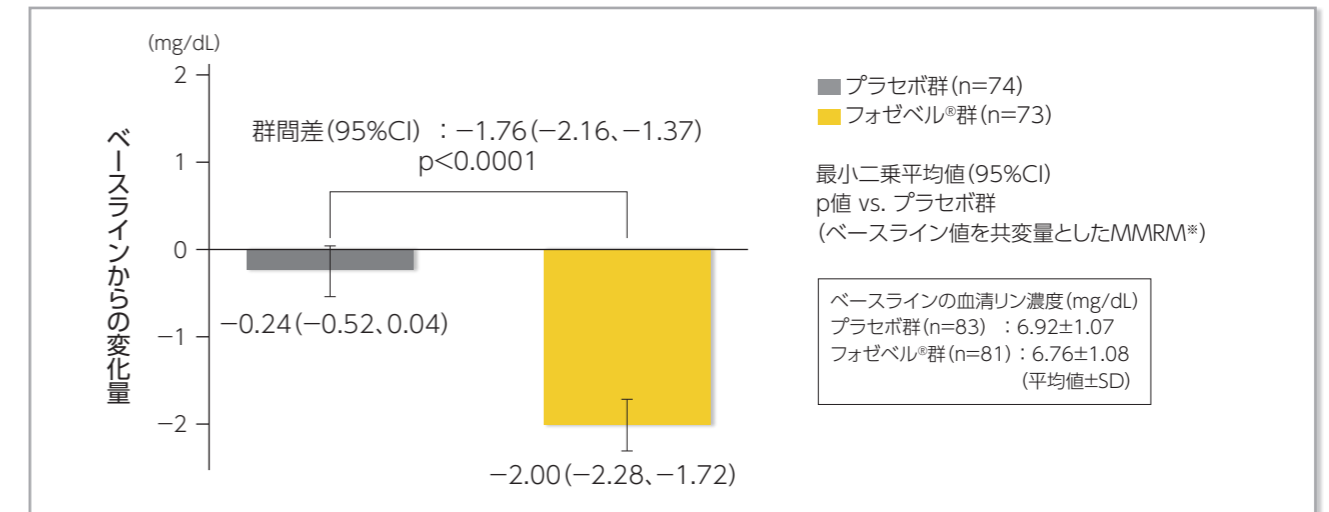 (mg/dL)
2
1
0
−1
−2
ベースラインからの変化量
群間差(95%CI) :−1.76(−2.16、−1.37)
p<0.0001
−0.24(−0.52、0.04)
−2.00(−2.28、−1.72)
プラセボ群(n=74)
フォゼベル®群(n=73)
最小二乗平均値(95%CI)
p値 vs. プラセボ群
(ベースライン値を共変量としたMMRM※)
ベースラインの血清リン濃度(mg/dL)
プラセボ群(n=83) :6.92±1.07
フォゼベル®群(n=81):6.76±1.08
(平均値±SD)